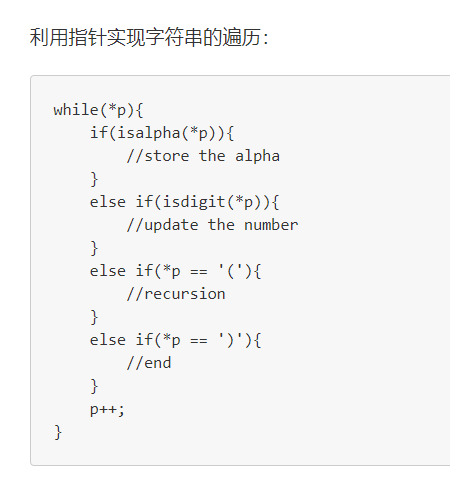 利用指针实现字符串的遍历：
while(*p){
    if(isalpha(*p)){
        //store the alpha
    }
    else if(isdigit(*p)){
        //update the number
    }
    else if(*p == '('){
        //recursion
    }
    else if(*p == ')'){
        //end
    }
    p++;
}